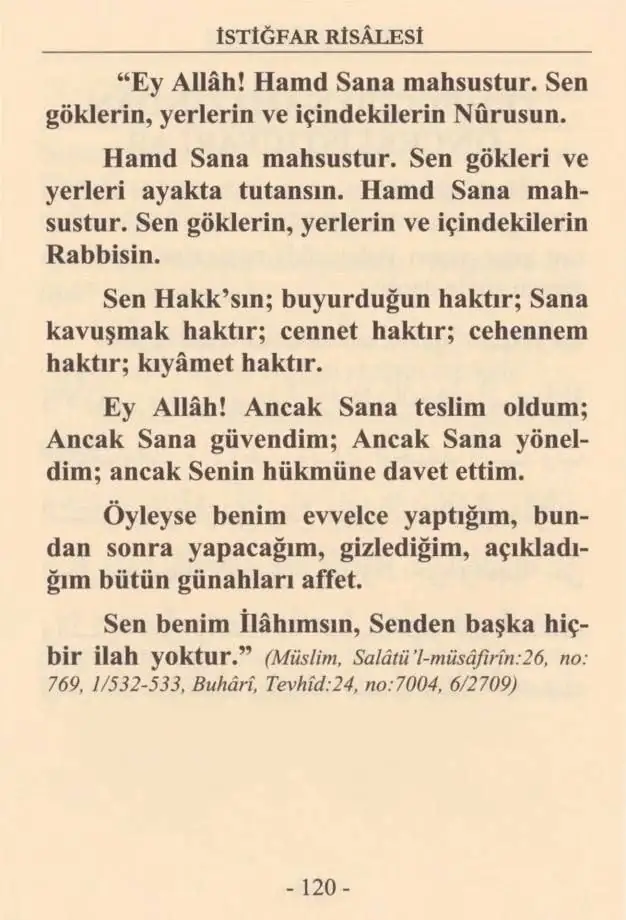 İSTİĞFAR RİSÂLESİ
“Ey Allâh! Hamd Sana mahsustur. Sen
göklerin, yerlerin ve içindekilerin Nûrusun.
Hamd Sana mahsustur. Sen gökleri ve
yerleri ayakta tutansın. Hamd Sana mah-
sustur. Sen göklerin, yerlerin ve içindekilerin
Rabbisin.
Sen Hakk’sın; buyurduğun haktır; Sana
kavuşmak haktır; cennet haktır; cehennem
haktır; kıyâmet haktır.
Ey Allâh! Ancak Sana teslim oldum;
Ancak Sana güvendim; Ancak Sana yönel-
dim; ancak Senin hükmüne davet ettim.
Öyleyse benim evvelce yaptığım, bun-
dan sonra yapacağım, gizlediğim, açıkladı-
ğım bütün günahları affet.
Sen benim İlâhımsın, Senden başka hiç-
bir ilah yoktur.” (Müslim, Salâtü’l-müsâfirîn:26, no:
769, 1/532-533, Buhârî, Tevhîd:24, no:7004, 6/2709)
- 120 -